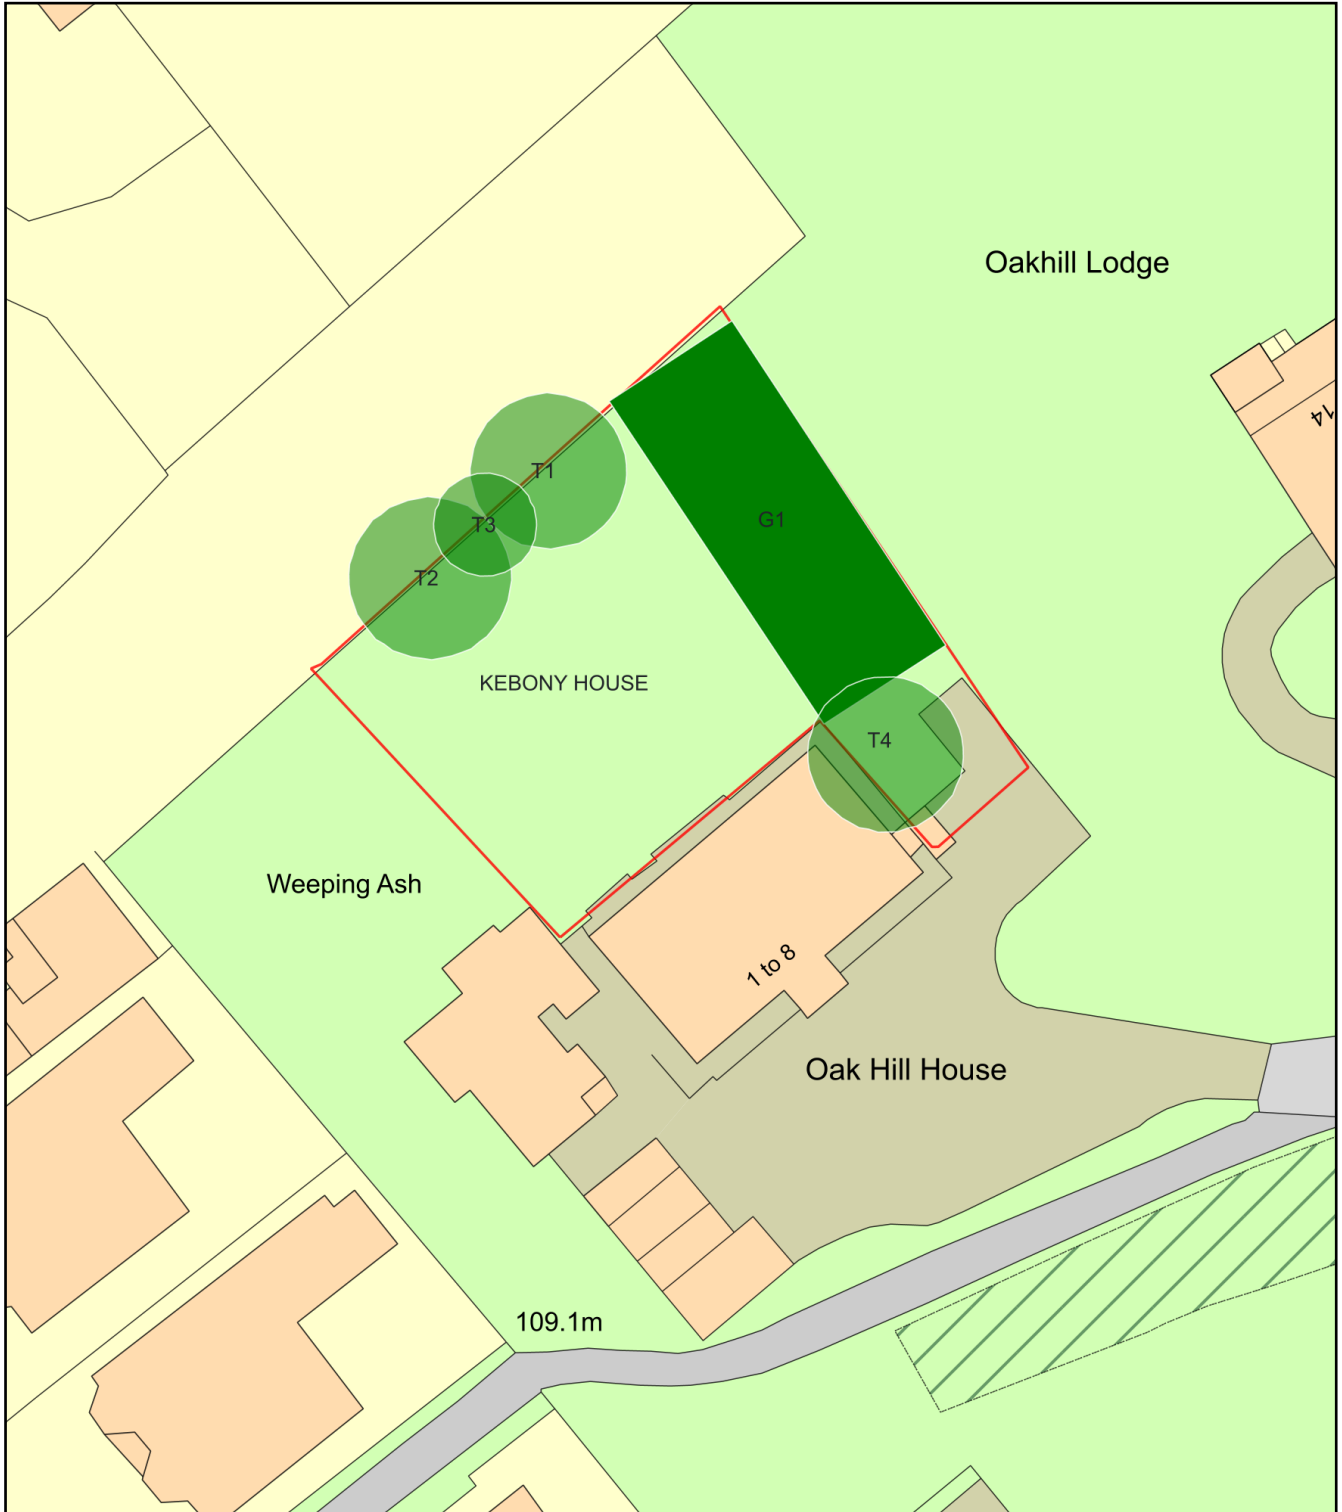 Oakhill Lodge
14
T1
G1
T3
T2
KEBONY HOUSE
T4
Weeping Ash
1 to 8
Oak Hill House
109.1m